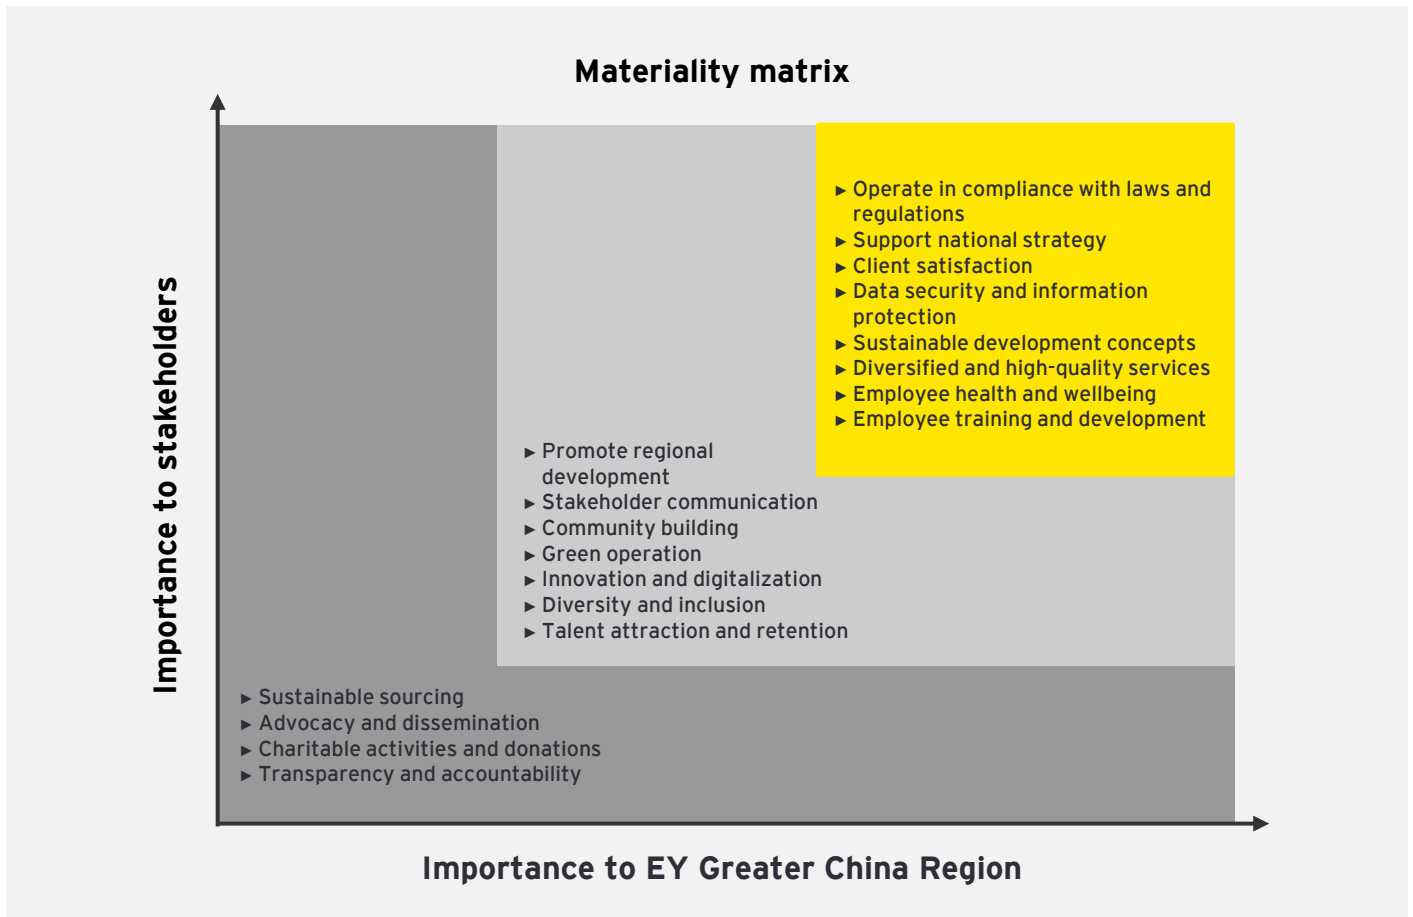 Materiality matrix
Importance to stakeholders
► Operate in compliance with laws and
regulations
► Support national strategy
► Client satisfaction
► Data security and information
protection
► Sustainable development concepts
► Diversified and high-quality services
► Employee health and wellbeing
► Employee training and development
► Promote regional
development
► Stakeholder communication
► Community building
► Green operation
► Innovation and digitalization
► Diversity and inclusion
► Talent attraction and retention
► Sustainable sourcing
► Advocacy and dissemination
► Charitable activities and donations
► Transparency and accountability
Importance to EY Greater China Region